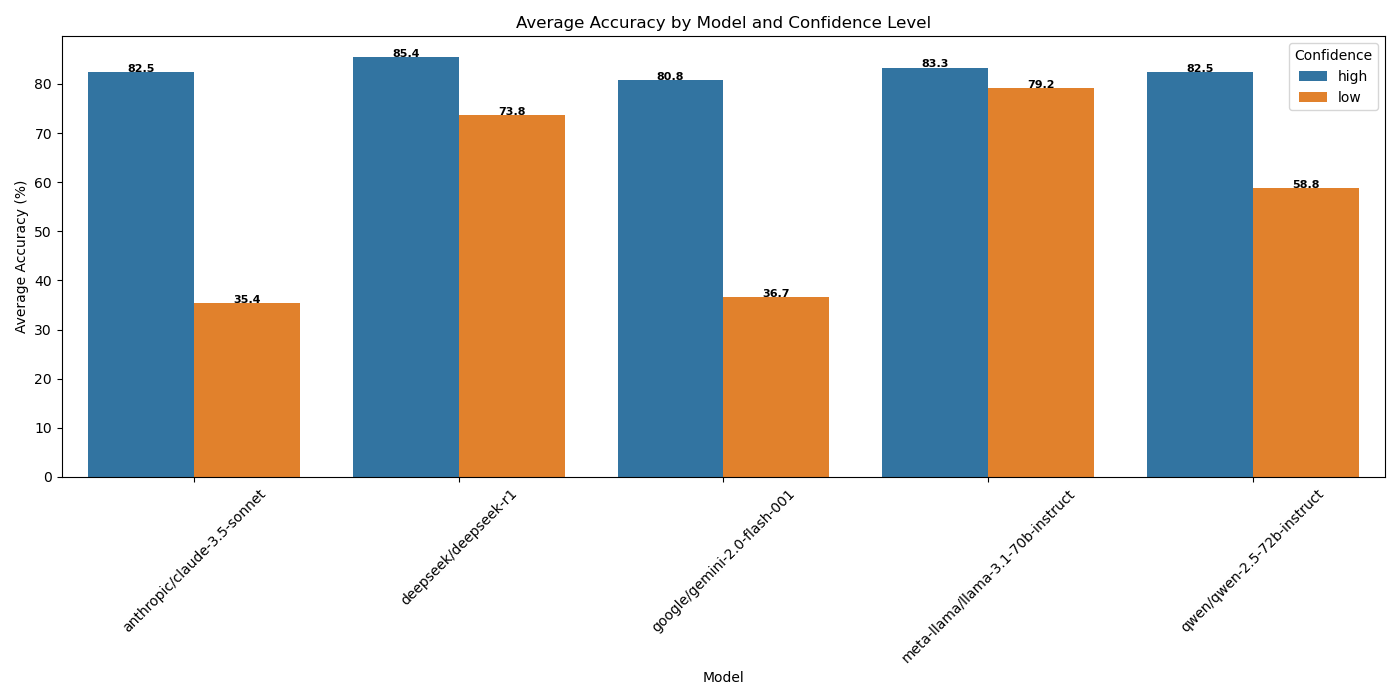 Average Accuracy by Model and Confidence Level
Average Accuracy (%)
80
70
60
50
40
30
20
10
0
82.5
35.4
85.4
73.8
80.8
36.7
83.3
79.2
82.5
58.8
Confidence
high
low
anthropic/claude-3.5-sonnet
deepseek/deepseek-r1
google/gemini-2.0-flash-001
meta-llama/llama-3.1-70b-instruct
qwen/qwen-2.5-72b-instruct
Model